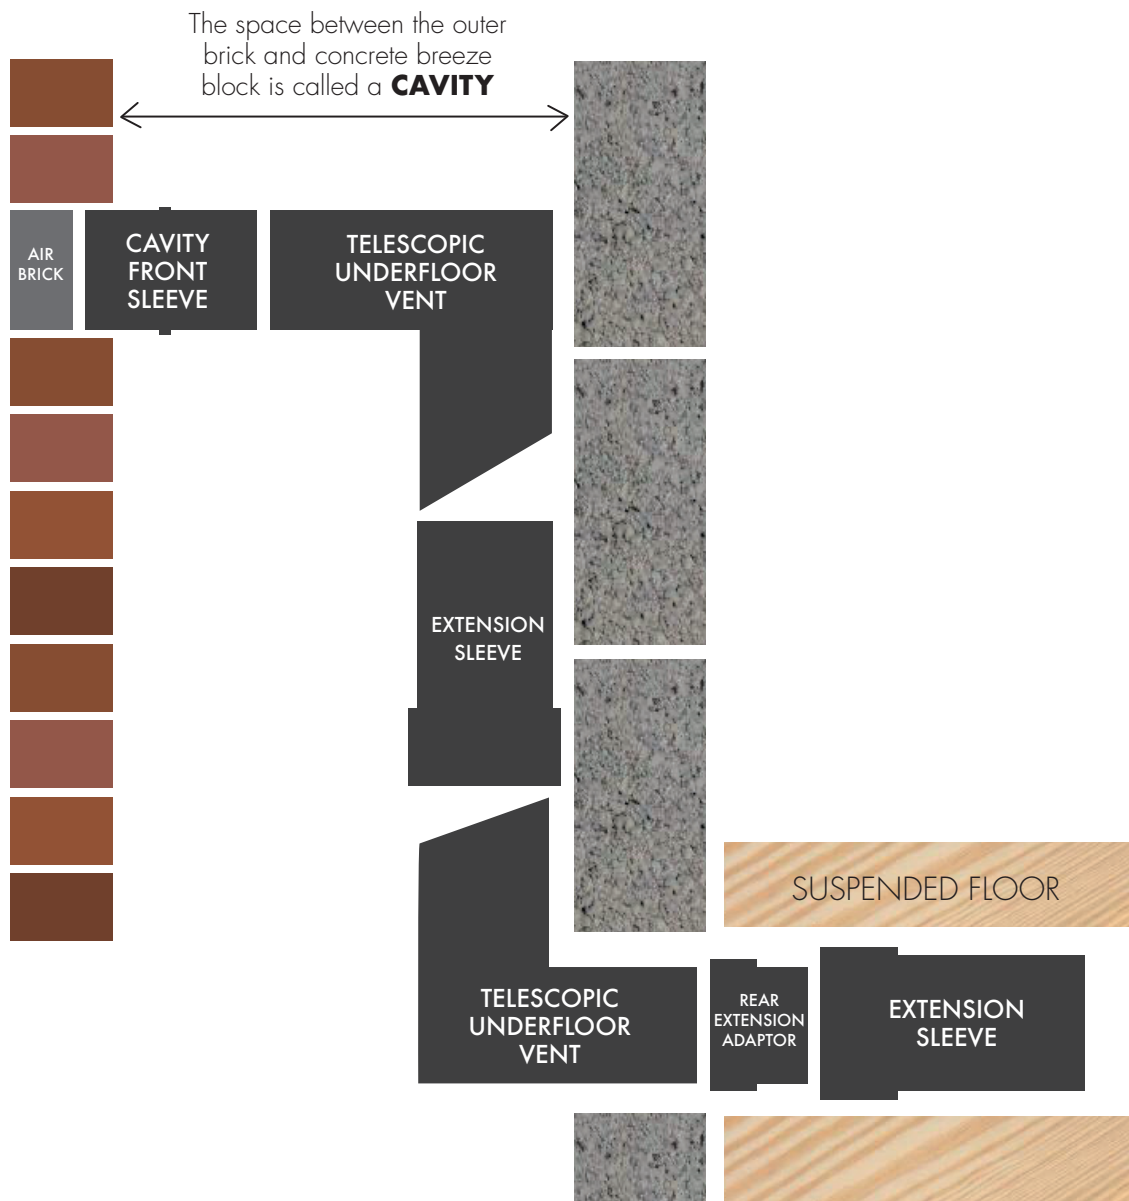 The space between the outer
brick and concrete breeze
block is called a CAVITY
AIR
BRICK
CAVITY
FRONT
SLEEVE
TELESCOPIC
UNDERFLOOR
VENT
EXTENSION
SLEEVE
SUSPENDED FLOOR
TELESCOPIC
UNDERFLOOR
VENT
REAR
EXTENSION
ADAPTOR
EXTENSION
SLEEVE